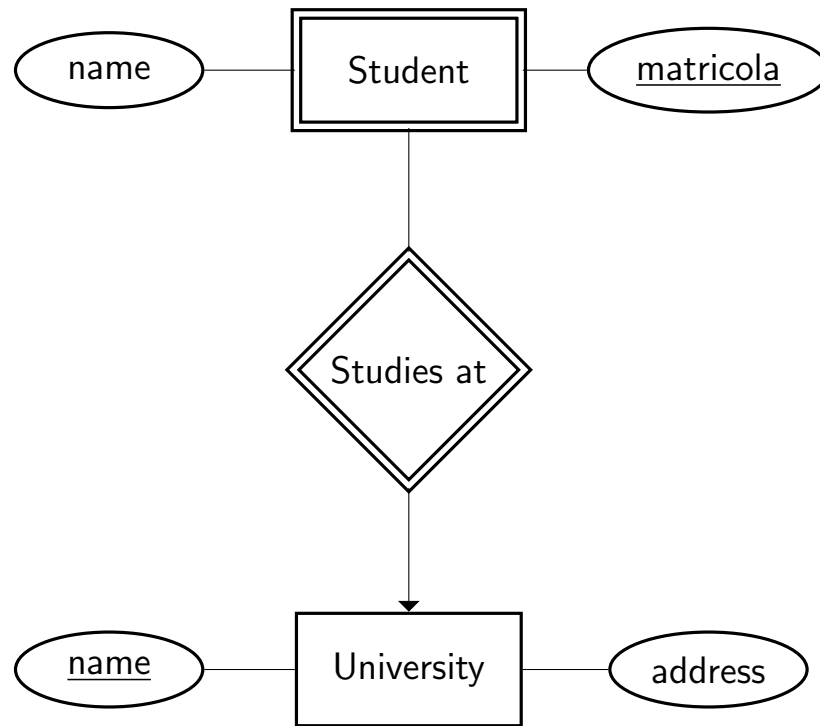 name
Student
matricola
Studies at
name
University
address